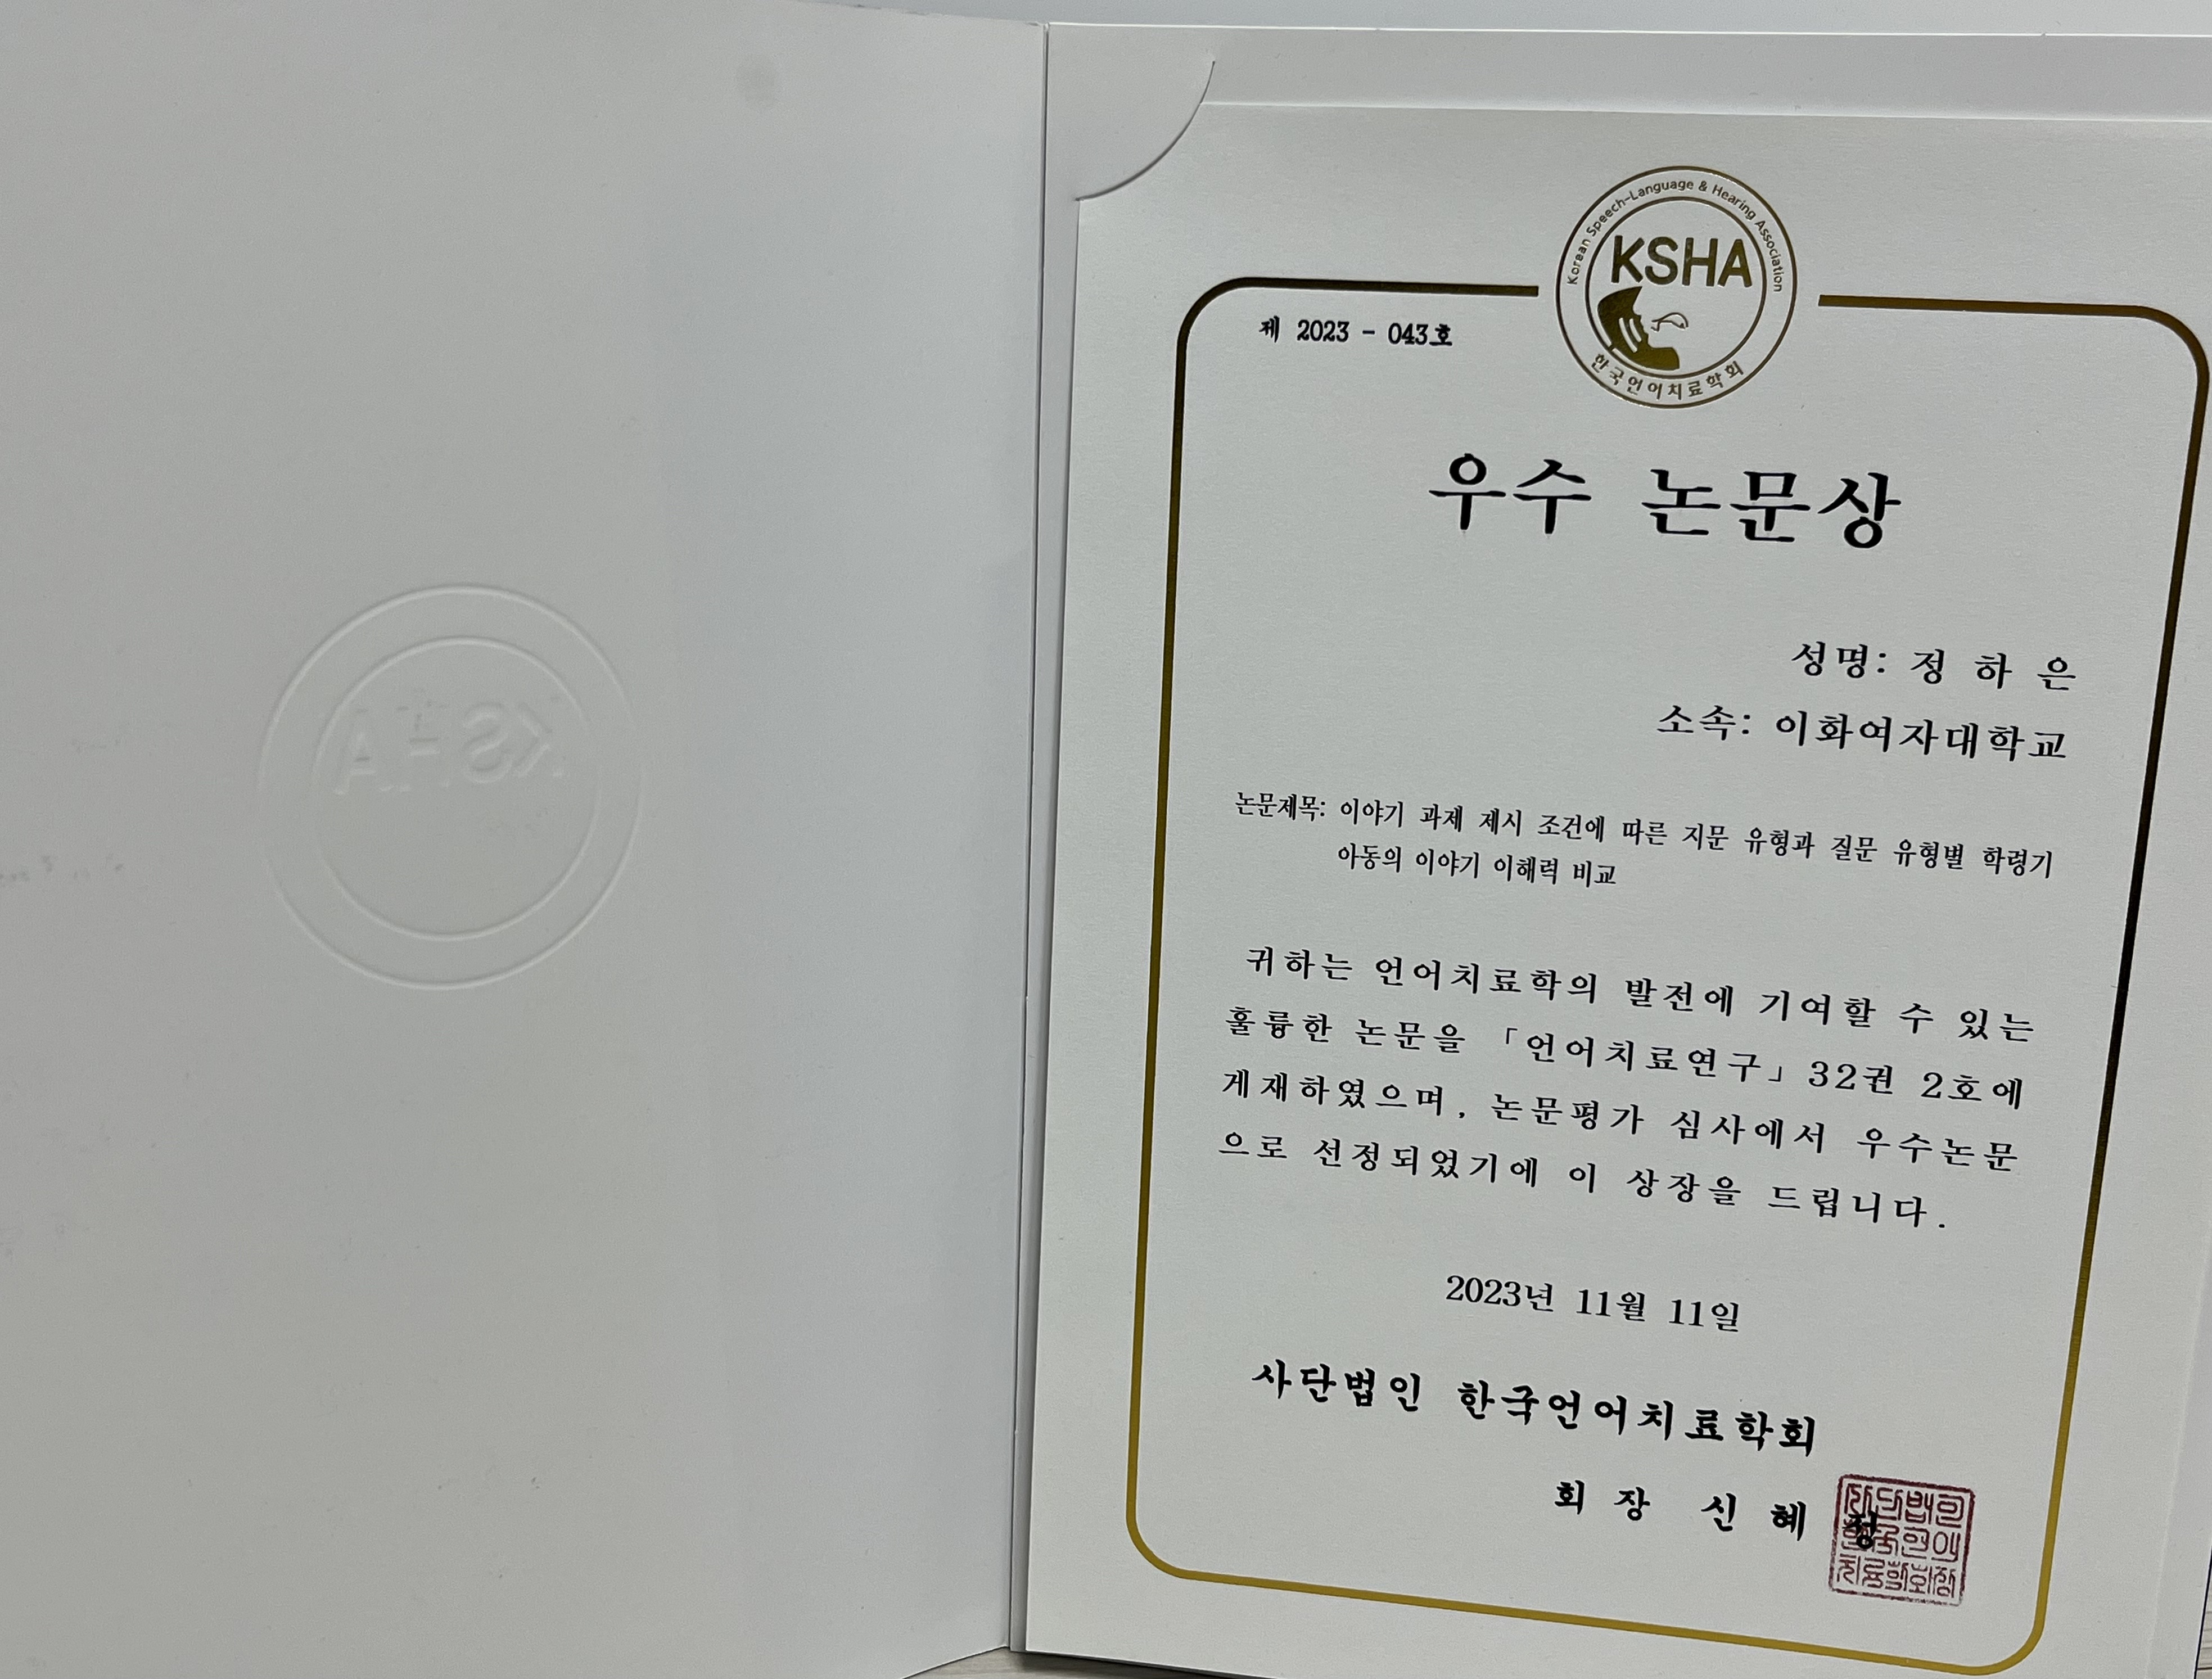 KSHA
Korean Speech-Language & Hearing Association
KSHA
한국언어치료학회
제 2023 - 043호
우수 논문상
성명: 정 하 은
소속: 이화여자대학교
논문제목: 이야기 과제 제시 조건에 따른 지문 유형과 질문 유형별 학령기
아동의 이야기 이해력 비교
귀하는 언어치료학의 발전에 기여할 수 있는
훌륭한 논문을 「언어치료연구」 32권 2호에
게재하였으며, 논문평가 심사에서 우수논문
으로 선정되었기에 이 상장을 드립니다.
2023년 11월 11일
사단법인 한국언어치료학회
회 장 신 혜 정